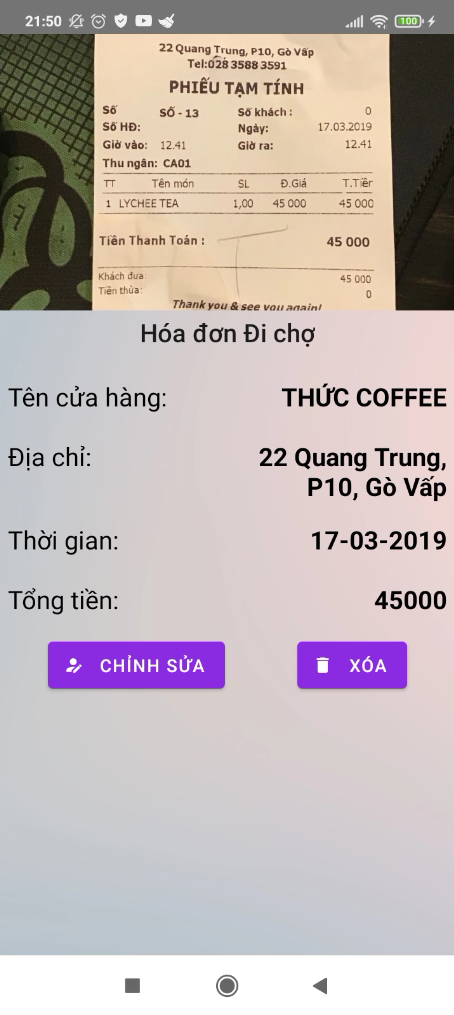 21:50
100
22 Quang Trung, P10, Gò Vấp
Tel:028 3588 3591
PHIẾU TẠM TÍNH
Số SỐ - 13 Số khách : 0
Số HĐ: Ngày: 17.03.2019
Giờ vào: 12.41 Giờ ra: 12.41
Thu ngân: CA01
TT Tên món SL Đ.Giá T.Tiền
1 LYCHEE TEA 1,00 45 000 45 000
Tiền Thanh Toán : 45 000
Khách đưa: 45 000
Tiền thừa: 0
Thank you & see you again!
Hóa đơn Đi chợ
Tên cửa hàng: THỨC COFFEE
Địa chỉ: 22 Quang Trung,
P10, Gò Vấp
Thời gian: 17-03-2019
Tổng tiền: 45000
CHỈNH SỬA XÓA